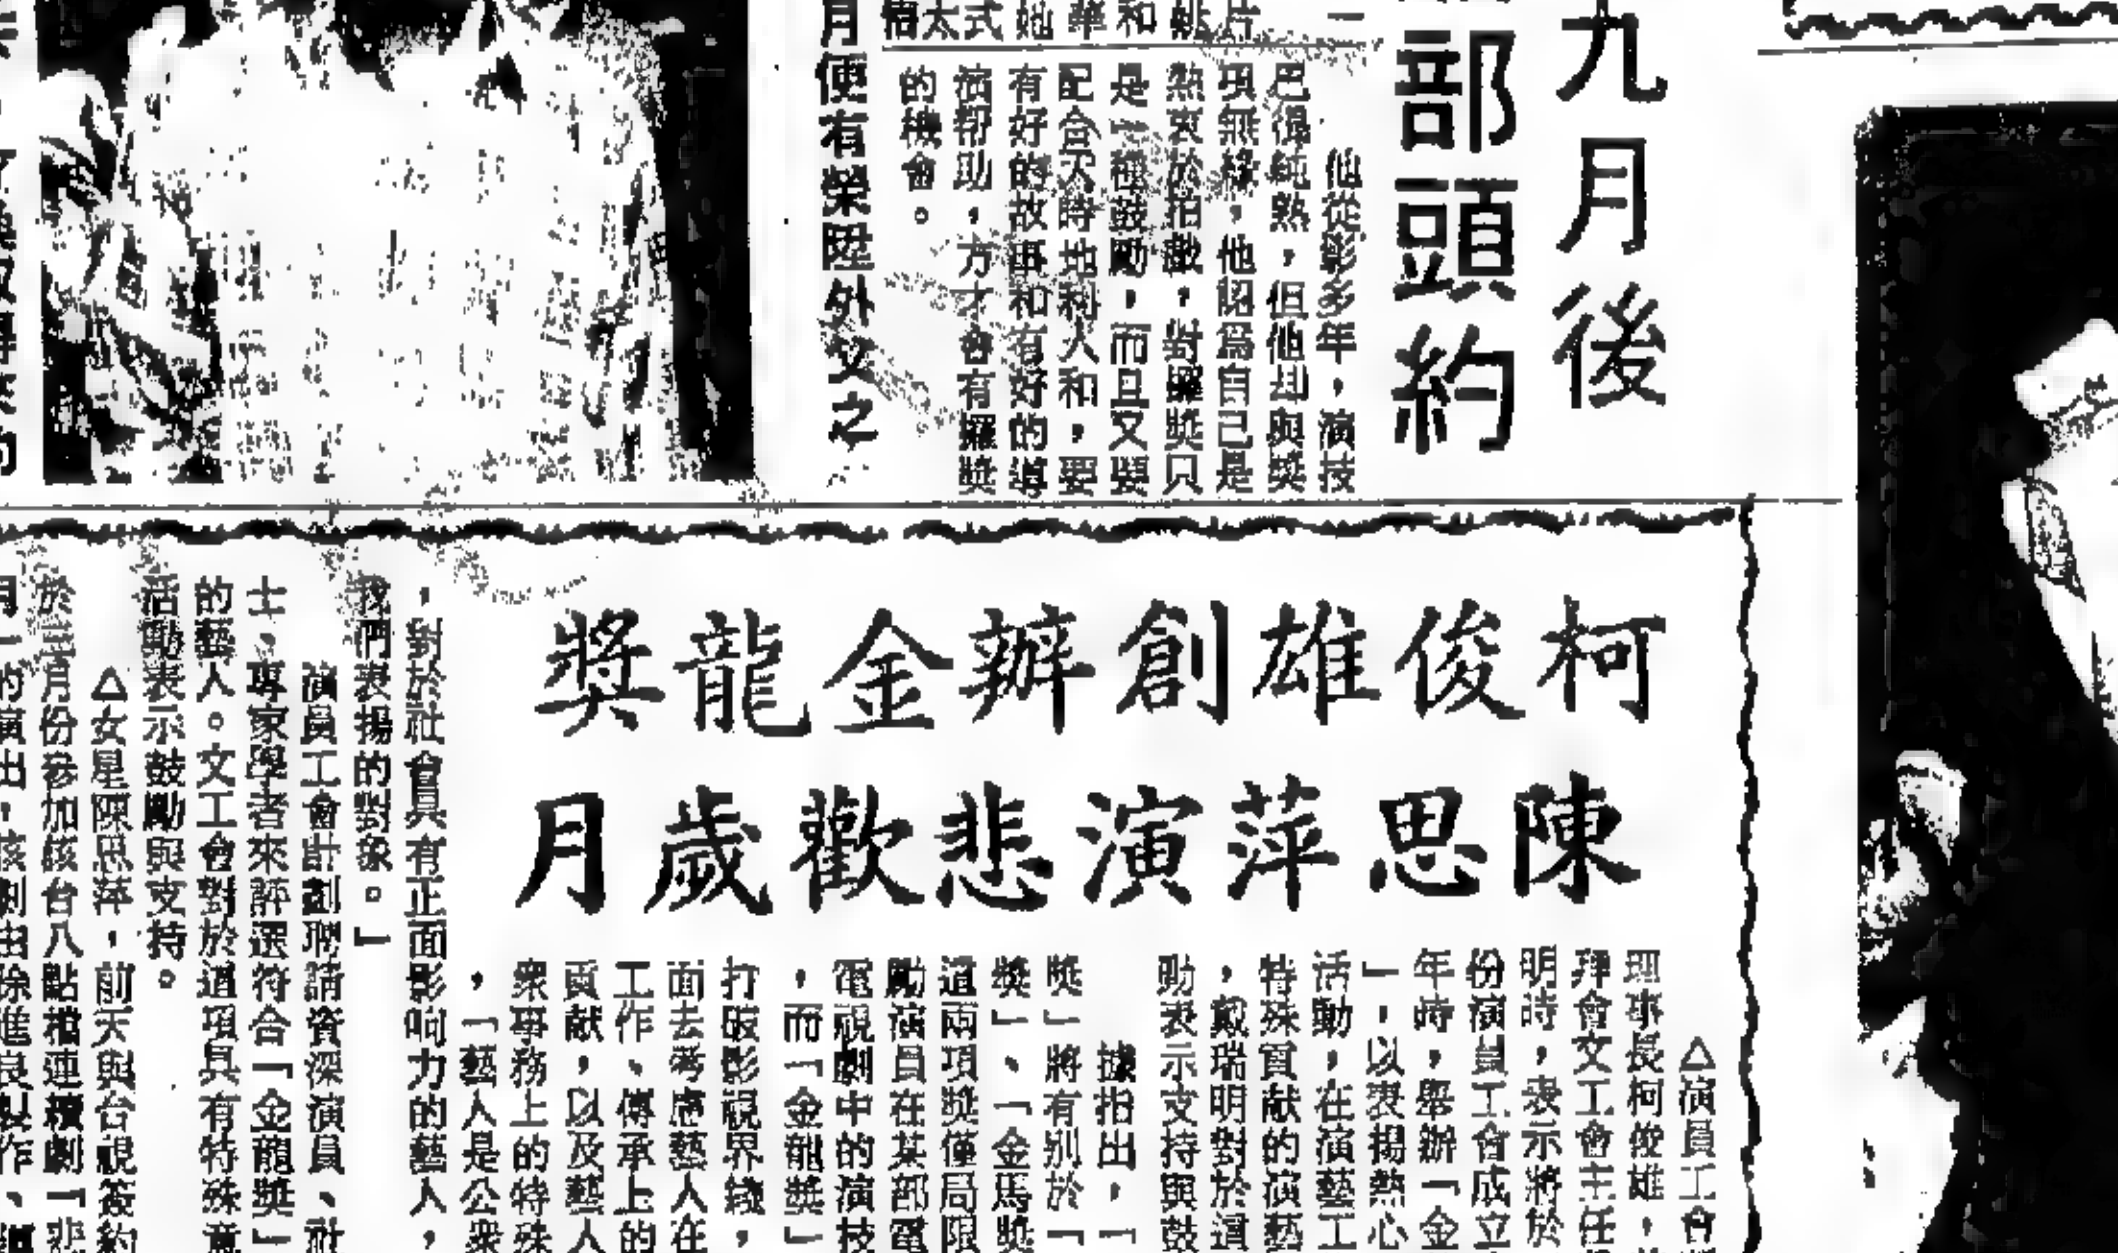 九月後
部頭約
他從影多年，演技
已得純熟，但他却與獎
項無緣，他認為自己是
熱衷於拍戲，對攞獎只
是一種鼓勵，而且又要
配合天時地利人和，要
有好的故事和有好的導
演帮助，方才會有攞獎
的機會。
月便有榮陞外父之
柯俊雄創辦金龍獎
陳思萍演悲歡歲月
△演員工會
理事長柯俊雄，
拜會文工會主任
明時，表示將於
份演員工會成立
年時，舉辦「金
」，以表揚熱心
活動，在演藝工
特殊貢献的演藝
，戴瑞明對於這
動表示支持與鼓
據指出，「
獎」將有别於「
獎」、「金馬獎
這兩項獎僅局限
勵演員在某部電
電視劇中的演技
，而「金龍獎」
打破影視界綫，
面去考慮藝人在
工作、傳承上的
貢献，以及藝人
衆事務上的特殊
，「藝人是公衆
，對於社會具有正面影响力的藝人，
我們表揚的對象。」
演員工會計劃聘請資深演員、社
士、專家學者來評選符合「金龍獎」
的藝人。文工會對於這項具有特殊意
活動表示鼓勵與支持。
△女星陳思萍，前天與台視簽約
於三月份參加該台八點檔連續劇「悲
月」的演出，該劇由徐進良製作、